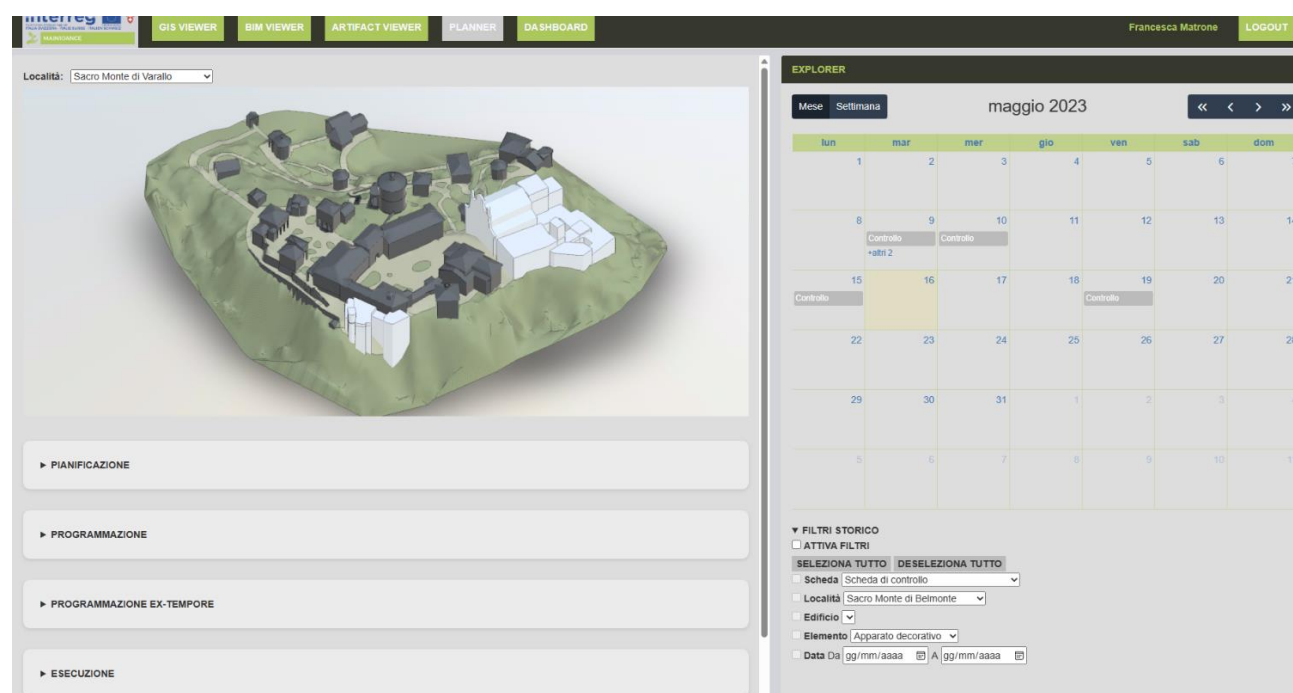 Interreg
MAIN10ANCE
GIS VIEWER BIM VIEWER ARTIFACT VIEWER PLANNER DASHBOARD Francesca Matrone LOGOUT
Località: Sacro Monte di Varallo
PIANIFICAZIONE
PROGRAMMAZIONE
PROGRAMMAZIONE EX-TEMPORE
ESECUZIONE
EXPLORER
Mese Settimana maggio 2023 « < > »
lun mar mer gio ven sab dom
1 2 3 4 5 6
8 9 10 11 12 13 14
Controllo Controllo
+altri 2
15 16 17 18 19 20 21
Controllo Controllo
22 23 24 25 26 27 28
29 30 31 1 2 3
5 6 7 8 9 10
FILTRI STORICO
ATTIVA FILTRI
SELEZIONA TUTTO DESELEZIONA TUTTO
Scheda Scheda di controllo
Località Sacro Monte di Belmonte
Edificio
Elemento Apparato decorativo
Data Da gg/mm/aaaa A gg/mm/aaaa